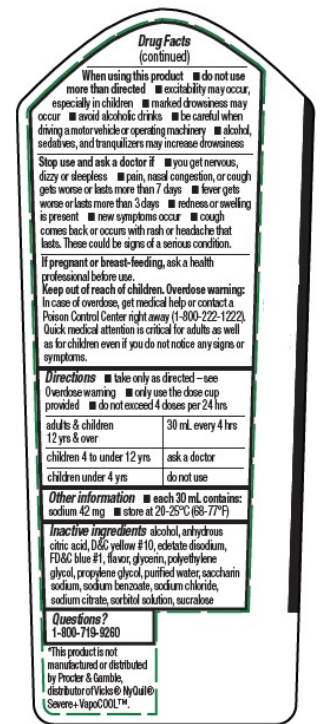 Drug Facts
(continued)
When using this product ■ do not use
more than directed ■ excitability may occur,
especially in children ■ marked drowsiness may
occur ■ avoid alcoholic drinks ■ be careful when
driving a motor vehicle or operating machinery ■ alcohol,
sedatives, and tranquilizers may increase drowsiness
Stop use and ask a doctor if ■ you get nervous,
dizzy or sleepless ■ pain, nasal congestion, or cough
gets worse or lasts more than 7 days ■ fever gets
worse or lasts more than 3 days ■ redness or swelling
is present ■ new symptoms occur ■ cough
comes back or occurs with rash or headache that
lasts. These could be signs of a serious condition.
If pregnant or breast-feeding, ask a health
professional before use.
Keep out of reach of children. Overdose warning:
In case of overdose, get medical help or contact a
Poison Control Center right away (1-800-222-1222).
Quick medical attention is critical for adults as well
as for children even if you do not notice any signs or
symptoms.
Directions ■ take only as directed – see
Overdose warning ■ only use the dose cup
provided ■ do not exceed 4 doses per 24 hrs
adults & children 30 mL every 4 hrs
12 yrs & over
children 4 to under 12 yrs ask a doctor
children under 4 yrs do not use
Other information ■ each 30 mL contains:
sodium 42 mg ■ store at 20-25°C (68-77°F)
Inactive ingredients alcohol, anhydrous
citric acid, D&C yellow #10, edetate disodium,
FD&C blue #1, flavor, glycerin, polyethylene
glycol, propylene glycol, purified water, saccharin
sodium, sodium benzoate, sodium chloride,
sodium citrate, sorbitol solution, sucralose
Questions?
1-800-719-9260
*This product is not
manufactured or distributed
by Procter & Gamble,
distributor of Vicks® NyQuil®
Severe+ VapoCOOL™.